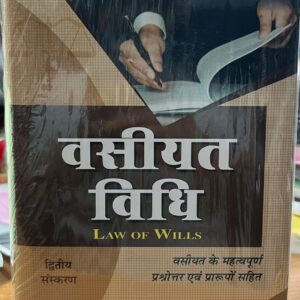 वसीयत
विधि
LAW OF WILLS
द्वितीय
संस्करण
वसीयत के महत्वपूर्ण
प्रश्नोत्तर एवं प्रारूपों सहित